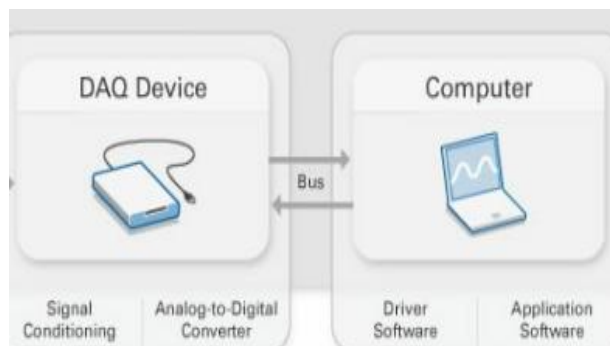 DAQ Device
Computer
Bus
Signal
Conditioning
Analog-to-Digital
Converter
Driver
Software
Application
Software